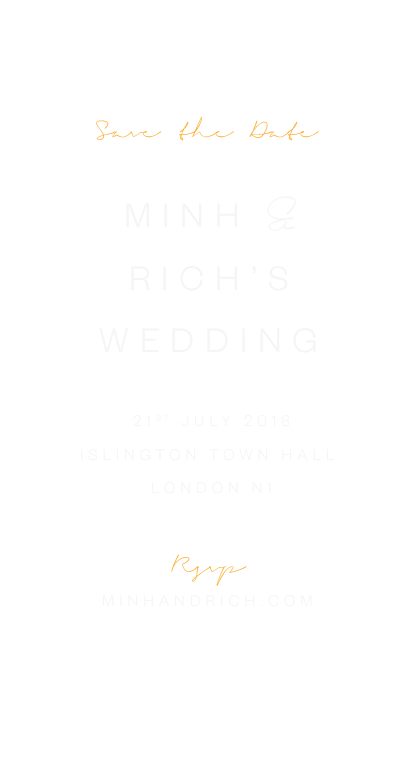 Save the Date
MINH &
RICH'S
WEDDING
21ST JULY 2019
ISLINGTON TOWN HALL
LONDON N1
Rsvp
MINHANDRICH.COM